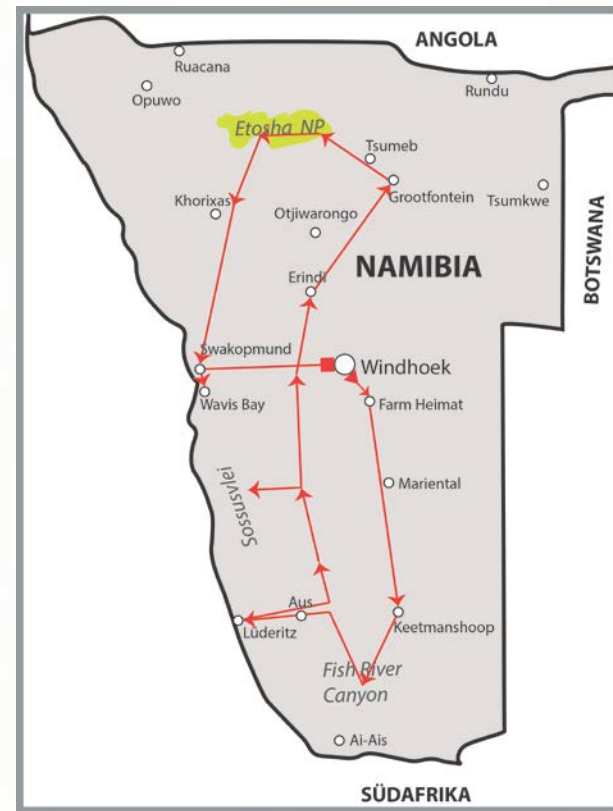 ANGOLA
Ruacana
Rundu
Opuwo
Etosha NP
Tsumeb
Grootfontein
Tsumkwe
Khorixas
Otjiwarongo
BOTSWANA
NAMIBIA
Erindi
Swakopmund
Windhoek
Wavis Bay
Farm Heimat
Sossusvlei
Mariental
Aus
Lüderitz
Keetmanshoop
Fish River
Canyon
Ai-Ais
SÜDAFRIKA